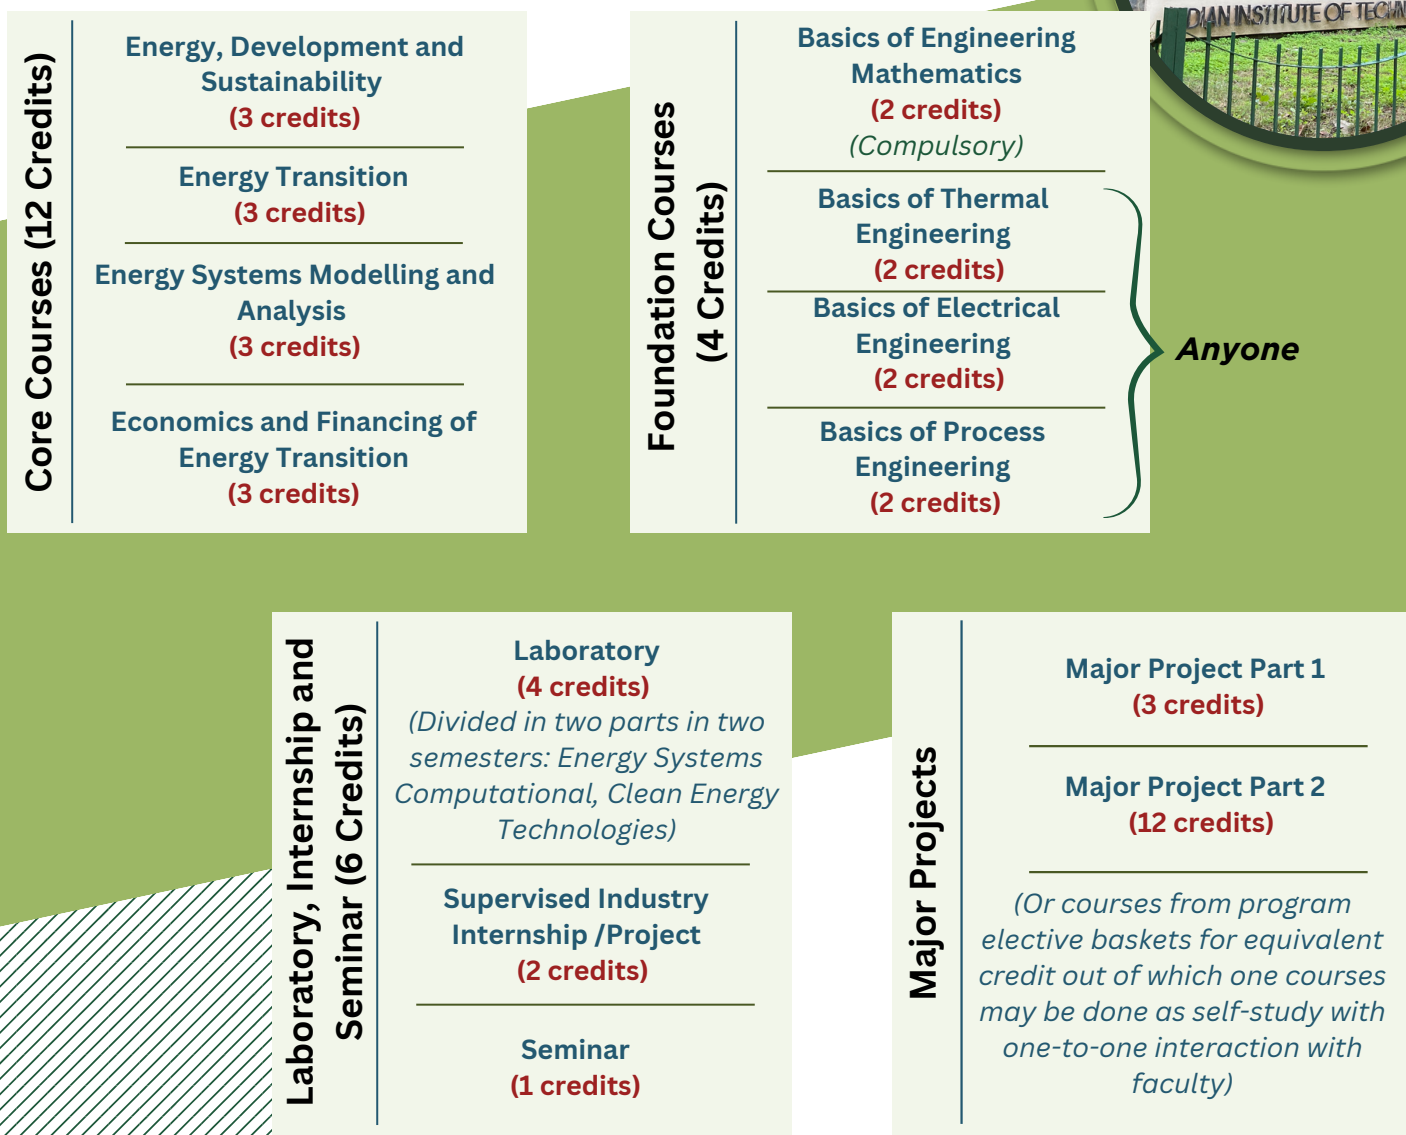 Core Courses (12 Credits)
Energy, Development and
Sustainability
(3 credits)
Energy Transition
(3 credits)
Energy Systems Modelling and
Analysis
(3 credits)
Economics and Financing of
Energy Transition
(3 credits)
Foundation Courses
(4 Credits)
Basics of Engineering
Mathematics
(2 credits)
(Compulsory)
Basics of Thermal
Engineering
(2 credits)
Basics of Electrical
Engineering
(2 credits)
Basics of Process
Engineering
(2 credits)
Anyone
INSTITUTE OF
Laboratory, Internship and
Seminar (6 Credits)
Laboratory
(4 credits)
(Divided in two parts in two
semesters: Energy Systems
Computational, Clean Energy
Technologies)
Supervised Industry
Internship /Project
(2 credits)
Seminar
(1 credits)
Major Projects
Major Project Part 1
(3 credits)
Major Project Part 2
(12 credits)
(Or courses from program
elective baskets for equivalent
credit out of which one courses
may be done as self-study with
one-to-one interaction with
faculty)